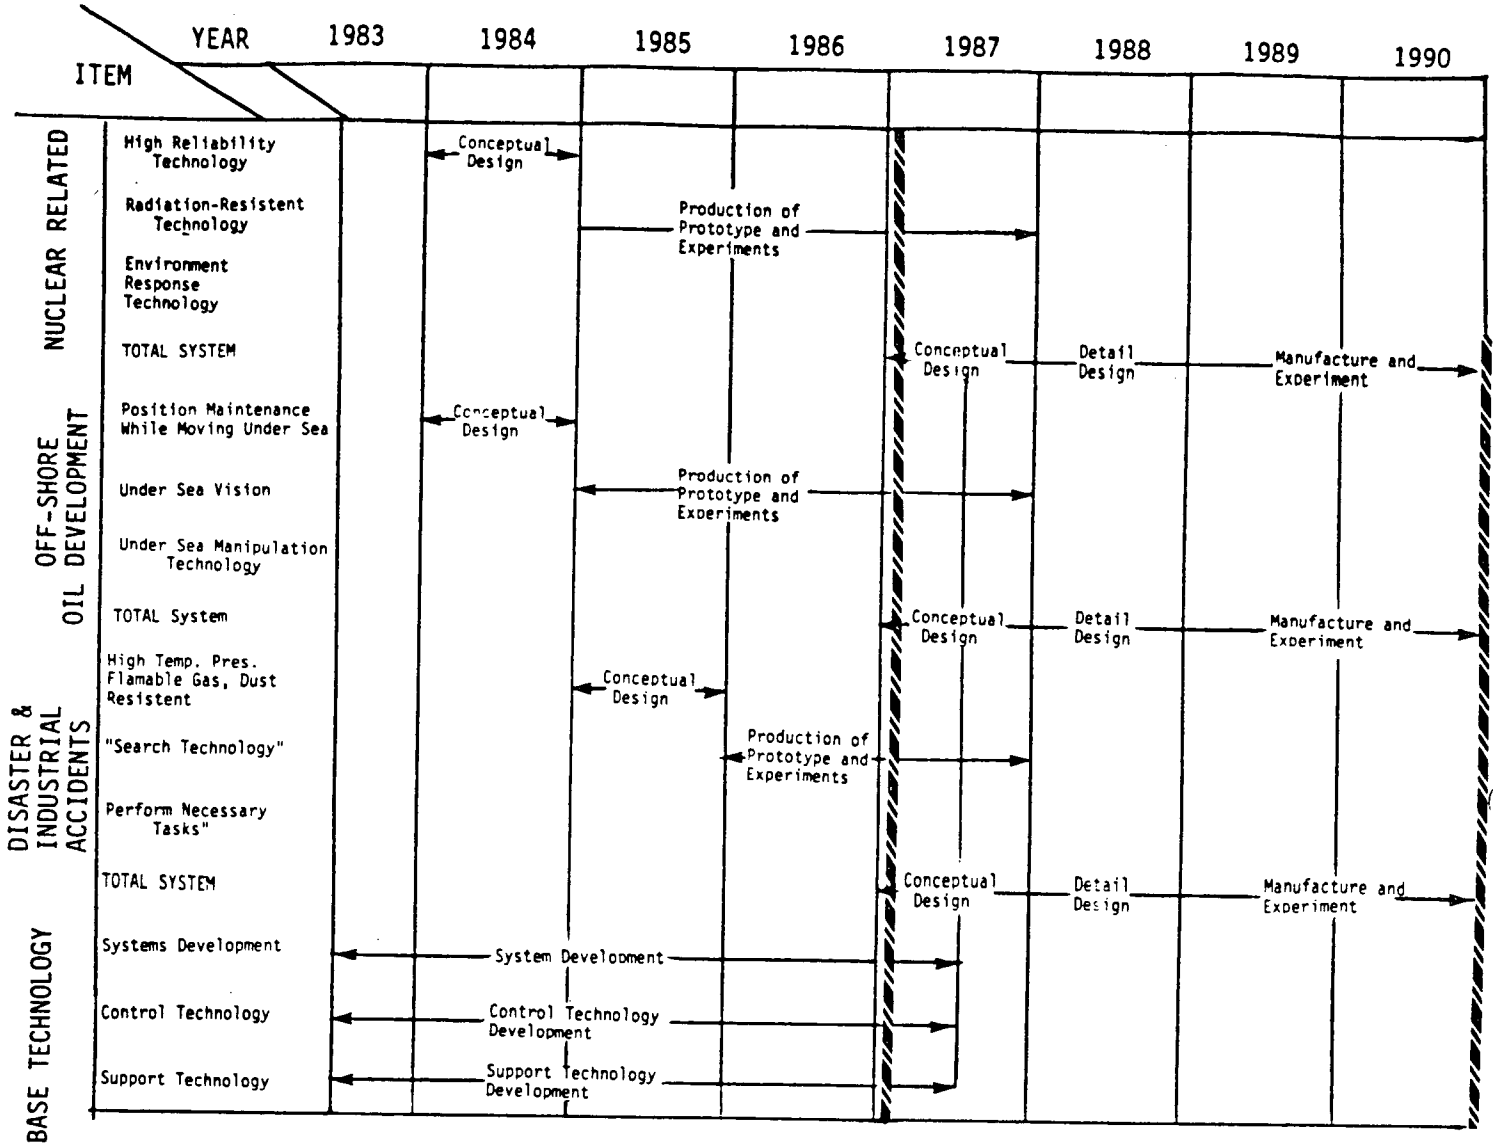 YEAR 1983 1984 1985 1986 1987 1988 1989 1990
ITEM
NUCLEAR RELATED
High Reliability
Technology
Conceptual
Design
Radiation-Resistent
Technology
Production of
Prototype and
Experiments
Environment
Response
Technology
TOTAL SYSTEM
Conceptual
Design
Detail
Design
Manufacture and
Experiment
OFF-SHORE
OIL DEVELOPMENT
Position Maintenance
While Moving Under Sea
Conceptual
Design
Under Sea Vision
Production of
Prototype and
Experiments
Under Sea Manipulation
Technology
TOTAL System
Conceptual
Design
Detail
Design
Manufacture and
Experiment
DISASTER &
INDUSTRIAL
ACCIDENTS
High Temp. Pres.
Flamable Gas, Dust
Resistent
Conceptual
Design
"Search Technology"
Production of
Prototype and
Experiments
Perform Necessary
Tasks"
TOTAL SYSTEM
Conceptual
Design
Detail
Design
Manufacture and
Experiment
BASE TECHNOLOGY
Systems Development
System Development
Control Technology
Control Technology
Development
Support Technology
Support Technology
Development